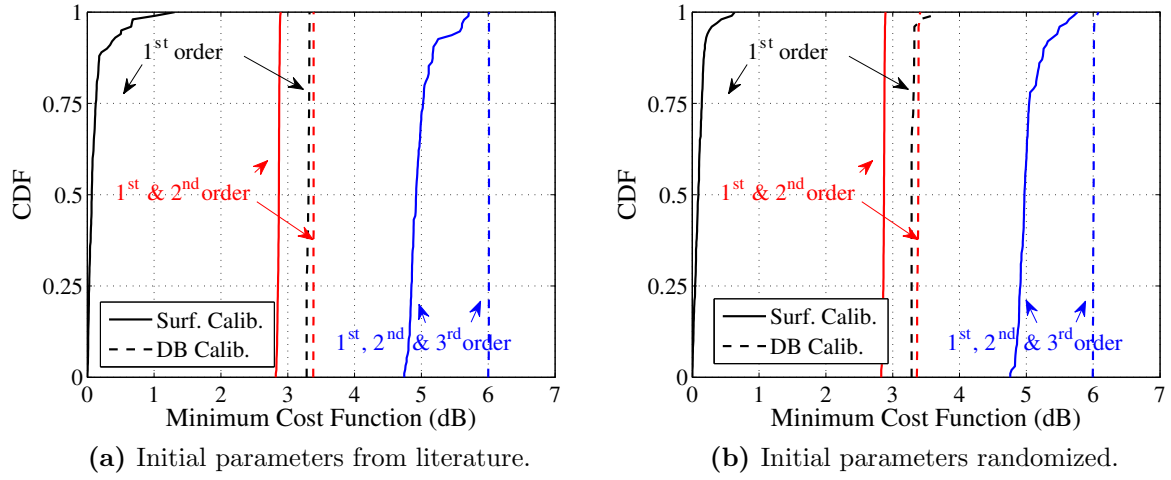 1
0.75
0.5
0.25
0
CDF
1st order
1st & 2nd order
1st, 2nd & 3rd order
Surf. Calib.
DB Calib.
0 1 2 3 4 5 6 7
Minimum Cost Function (dB)
(a) Initial parameters from literature.
1
0.75
0.5
0.25
0
CDF
1st order
1st & 2nd order
1st, 2nd & 3rd order
Surf. Calib.
DB Calib.
0 1 2 3 4 5 6 7
Minimum Cost Function (dB)
(b) Initial parameters randomized.